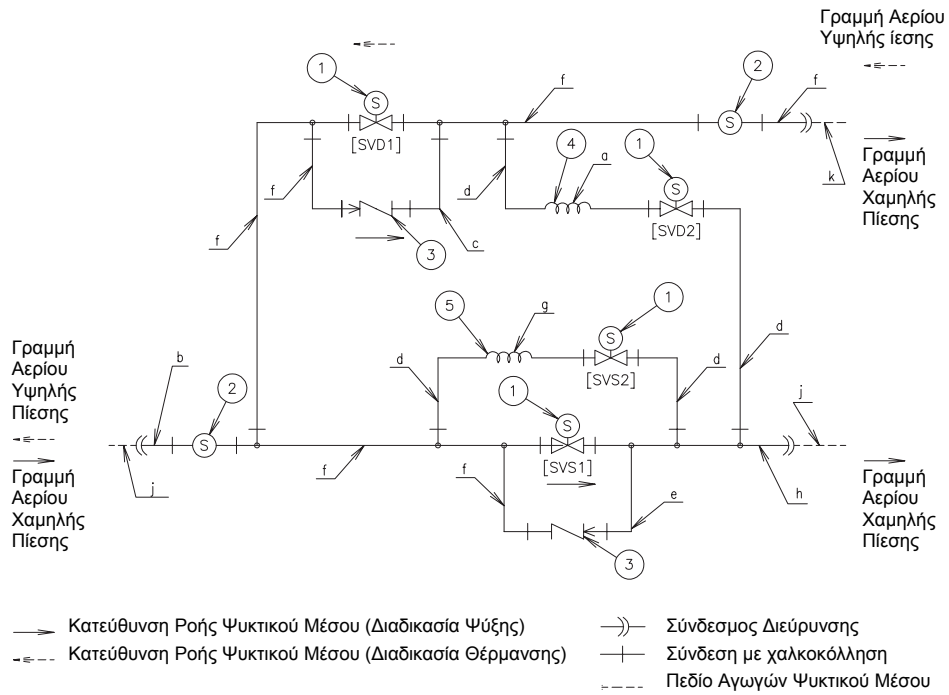 Γραμμή Αερίου
Υψηλής ίεσης
1
2
f
f
S
S
[SVD1]
4
1
a
k
Γραμμή
Αερίου
Χαμηλής
Πίεσης
f
d
S
f
c
[SVD2]
3
5
g
1
Γραμμή
Αερίου
Υψηλής
Πίεσης
b
2
d
S
[SVS2]
d
d
1
j
S
S
f
[SVS1]
f
e
h
j
Γραμμή
Αερίου
Χαμηλής
Πίεσης
Γραμμή
Αερίου
Χαμηλής
Πίεσης
3
Κατεύθυνση Ροής Ψυκτικού Μέσου (Διαδικασία Ψύξης)
Σύνδεσμος Διεύρυνσης
Κατεύθυνση Ροής Ψυκτικού Μέσου (Διαδικασία Θέρμανσης)
Σύνδεση με χαλκοκόλληση
Πεδίο Αγωγών Ψυκτικού Μέσου